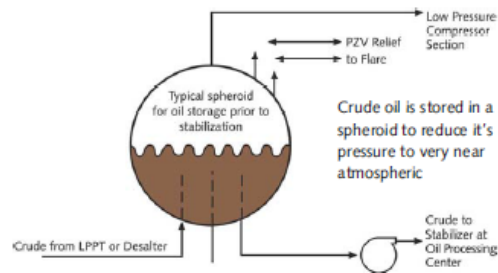 Low Pressure
Compressor
Section
PZV Relief
to Flare
Typical spheroid
for oil storage prior to
stabilization
Crude oil is stored in a
spheroid to reduce it's
pressure to very near
atmospheric
Crude from LPPT or Desalter
Crude to
Stabilizer at
Oil Processing
Center